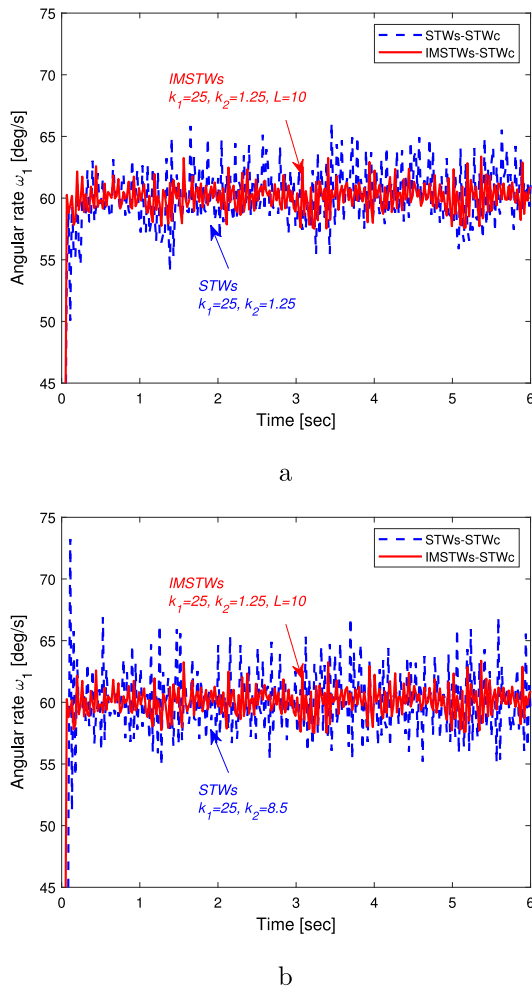 75
70
65
60
55
50
45
0 1 2 3 4 5 6
Angular rate ω1 [deg/s]
Time [sec]
STWs-STWc
IMSTWs-STWc
IMSTWs
k1=25, k2=1.25, L=10
STWs
k1=25, k2=1.25
a
75
70
65
60
55
50
45
0 1 2 3 4 5 6
Angular rate ω1 [deg/s]
Time [sec]
STWs-STWc
IMSTWs-STWc
IMSTWs
k1=25, k2=1.25, L=10
STWs
k1=25, k2=8.5
b